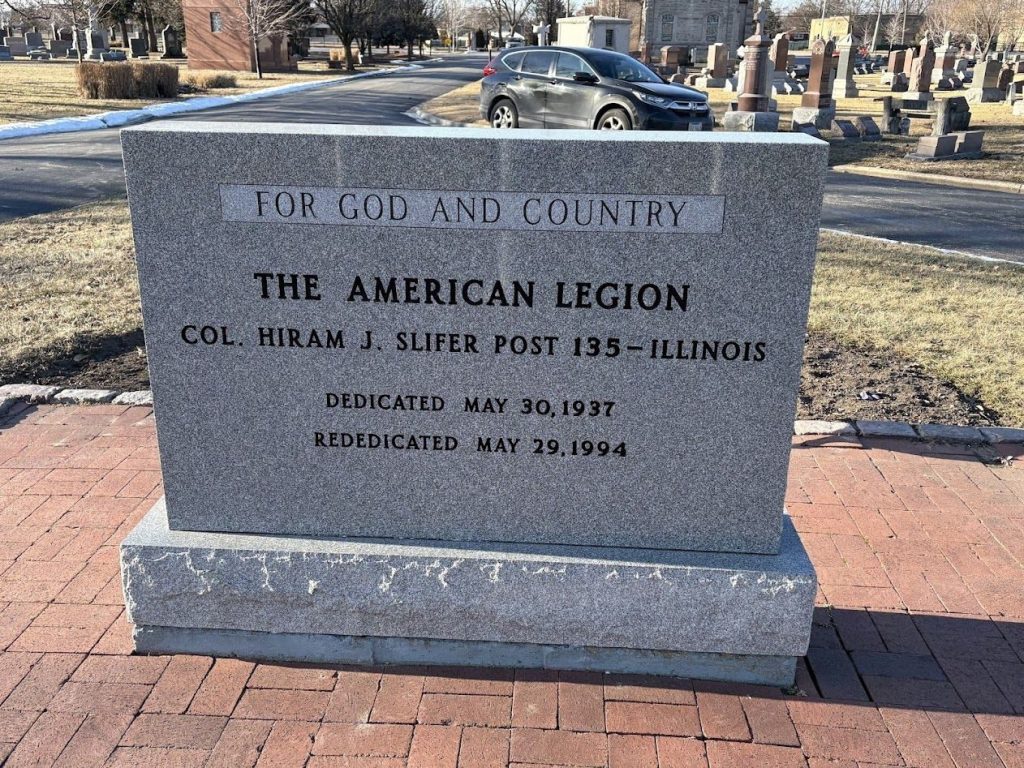 FOR GOD AND COUNTRY
THE AMERICAN LEGION
COL. HIRAM J. SLIFER POST 135-ILLINOIS
DEDICATED MAY 30,1937
REDEDICATED MAY 29,1994